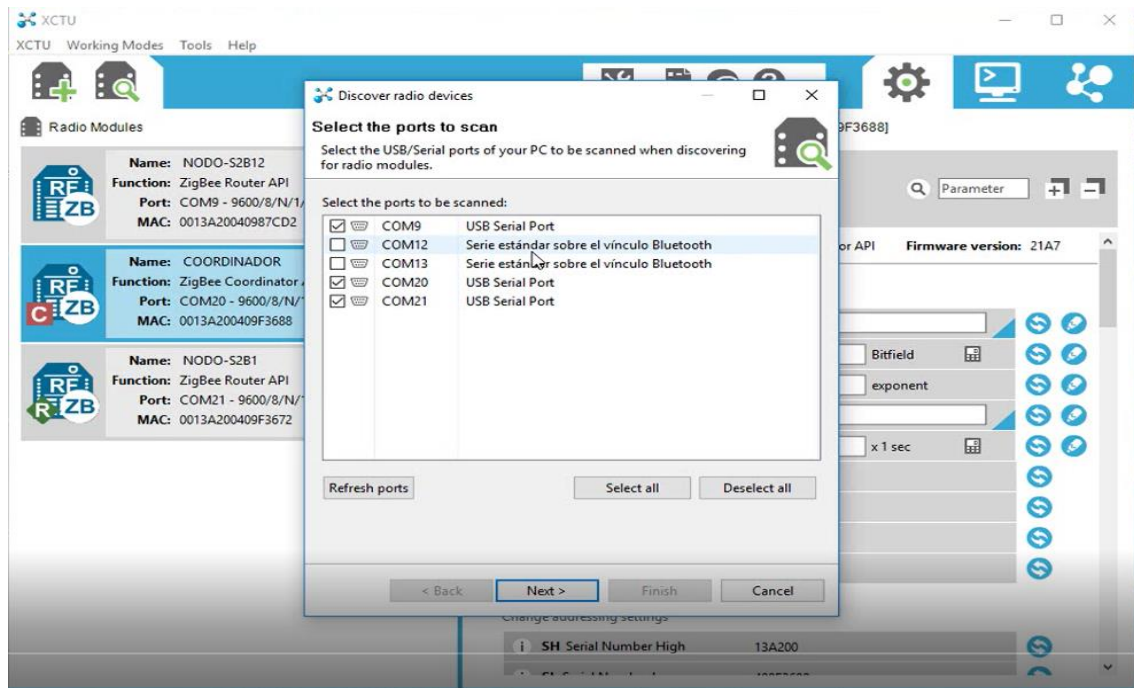 XCTU
XCTU Working Modes Tools Help
Radio Modules
Name: NODO-S2B12
Function: ZigBee Router API
Port: COM9 - 9600/8/N/1/
MAC: 0013A20040987CD2
RF
ZB
Name: COORDINADOR
Function: ZigBee Coordinator
Port: COM20 - 9600/8/N/
MAC: 0013A200409F3688
RF
C ZB
Name: NODO-S2B1
Function: ZigBee Router API
Port: COM21 - 9600/8/N/
MAC: 0013A200409F3672
RF
R ZB
Discover radio devices
Select the ports to scan
Select the USB/Serial ports of your PC to be scanned when discovering
for radio modules.
Select the ports to be scanned:
COM9 USB Serial Port
COM12 Serie estándar sobre el vínculo Bluetooth
COM13 Serie estándar sobre el vínculo Bluetooth
COM20 USB Serial Port
COM21 USB Serial Port
Refresh ports Select all Deselect all
< Back Next > Finish Cancel
9F3688]
Parameter
or API Firmware version: 21A7
Bitfield
exponent
x 1 sec
Change addressing settings
i SH Serial Number High 13A200